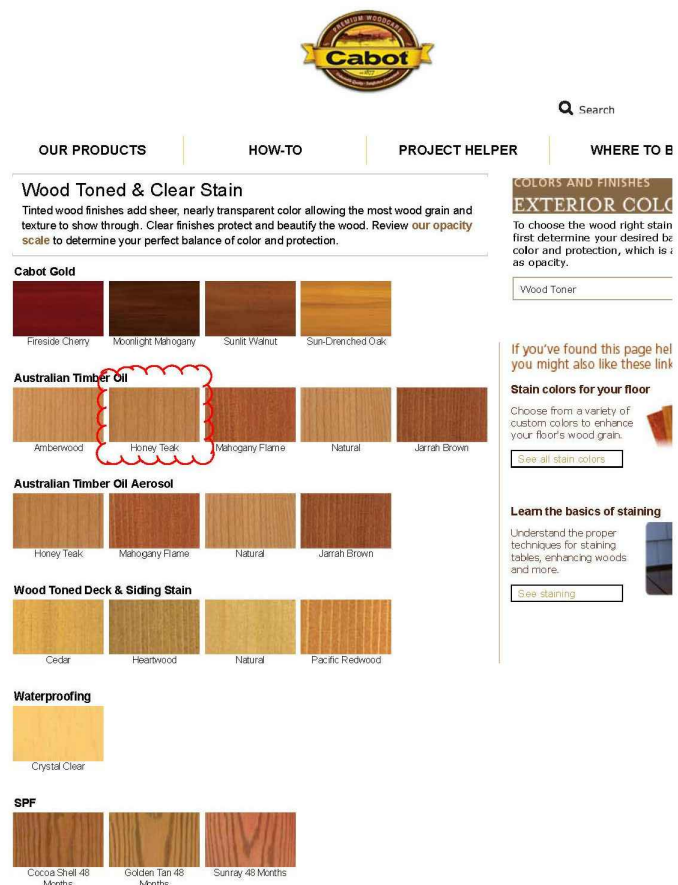 PREMIUM WOODCARE
Cabot
Search
OUR PRODUCTS
HOW-TO
PROJECT HELPER
WHERE TO B
Wood Toned & Clear Stain
Tinted wood finishes add sheer, nearly transparent color allowing the most wood grain and
texture to show through. Clear finishes protect and beautify the wood. Review our opacity
scale to determine your perfect balance of color and protection.
Cabot Gold
Fireside Cherry
Moonlight Mahogany
Sunlit Walnut
Sun-Drenched Oak
Australian Timber Oil
Amberwood
Honey Teak
Mahogany Flame
Natural
Jarrah Brown
Australian Timber Oil Aerosol
Honey Teak
Mahogany Flame
Natural
Jarrah Brown
Wood Toned Deck & Siding Stain
Cedar
Heartwood
Natural
Pacific Redwood
Waterproofing
Crystal Clear
SPF
Cocoa Shell 48
Months
Golden Tan 48
Months
Sunray 48 Months
COLORS AND FINISHES
EXTERIOR COLO
To choose the wood right stain
first determine your desired ba
color and protection, which is a
as opacity.
Wood Toner
If you've found this page hel
you might also like these link
Stain colors for your floor
Choose from a variety of
custom colors to enhance
your floor's wood grain.
See all stain colors
Learn the basics of staining
Understand the proper
techniques for staining
tables, enhancing woods
and more.
See staining